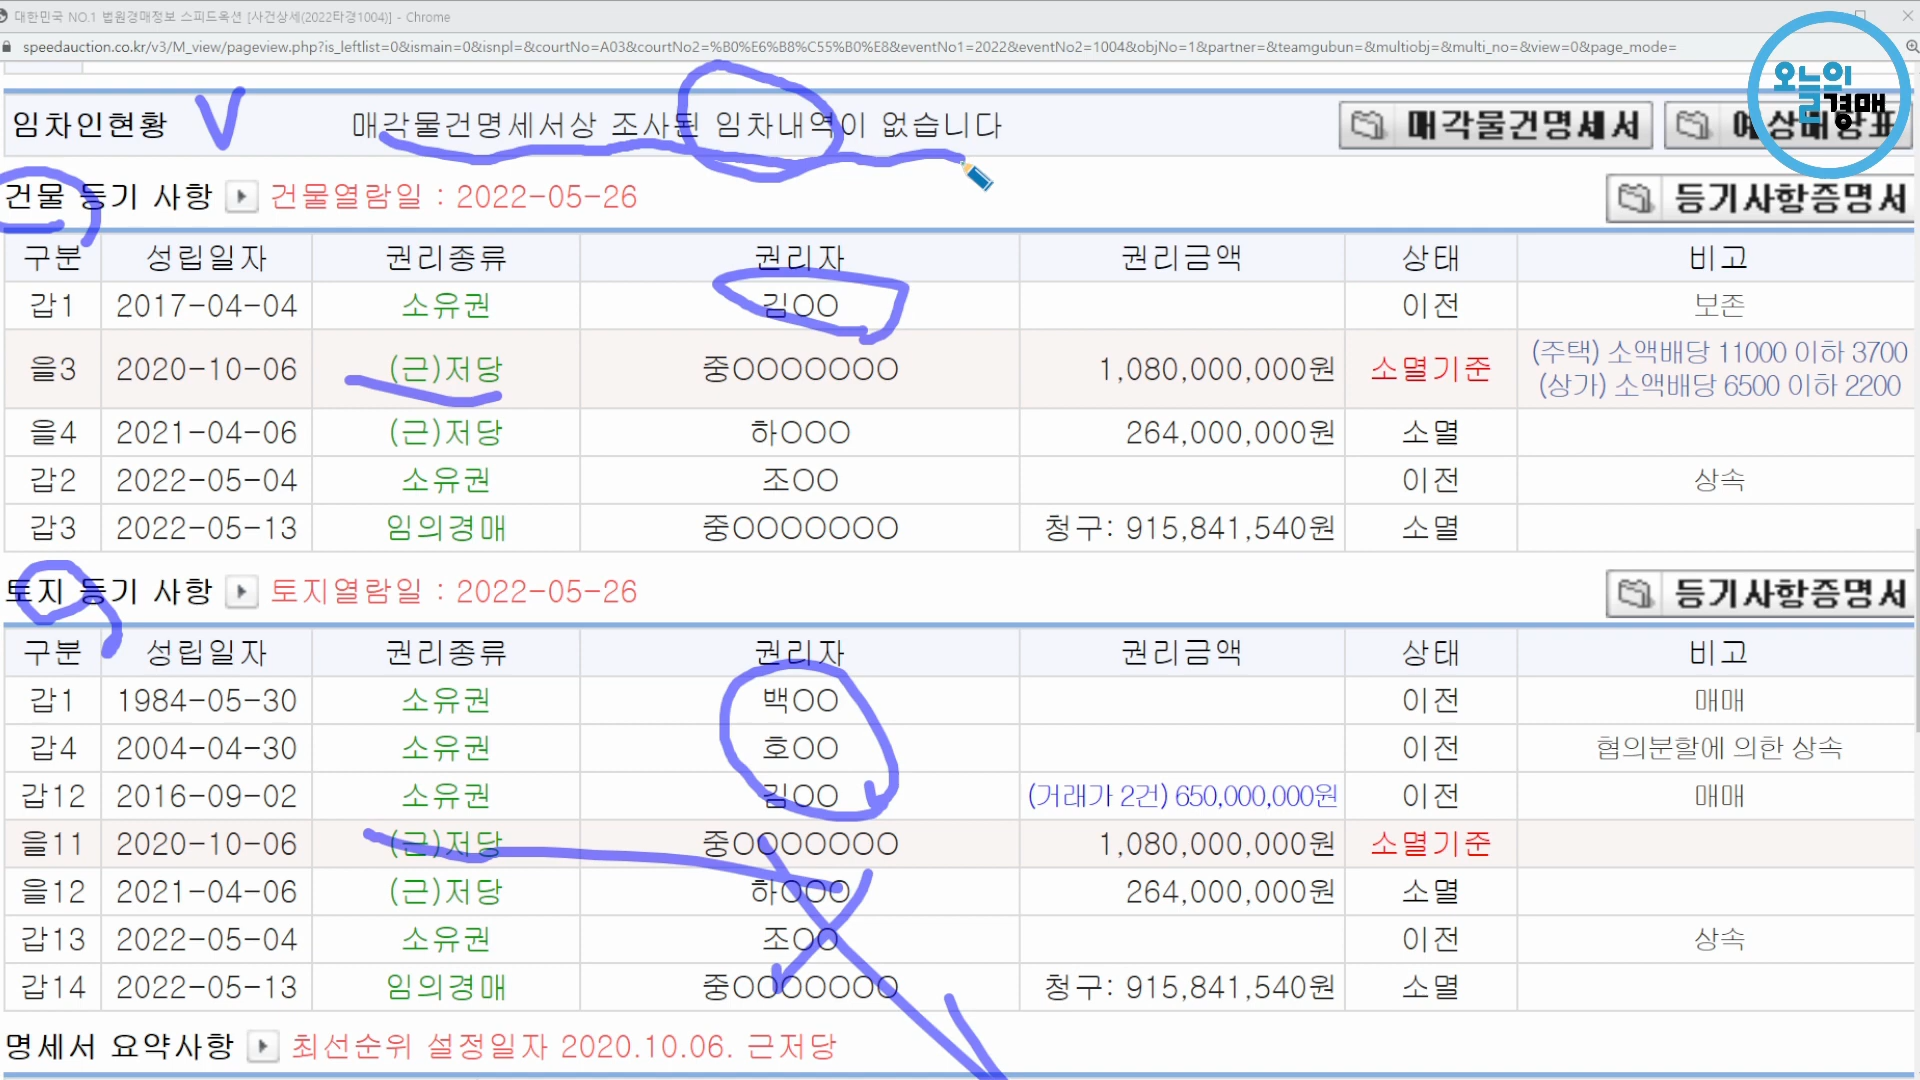 대한민국 NO.1 법원경매정보 스피드옥션 [사건상세(2022타경1004)] - Chrome
speedauction.co.kr/v3/M_view/pageview.php?is_leftlist=0&ismain=0&isnpl=&courtNo=A03&courtNo2=%B0%E6%B8%C55%B0%E8&eventNo1=2022&eventNo2=1004&objNo=1&partner=&teamgubun=&multiobj=&multi_no=&view=0&page_mode=
오늘의
경매
임차인현황 매각물건명세서상 조사된 임차내역이 없습니다 매각물건명세서 예상배당표
건물 등기 사항 건물열람일 : 2022-05-26 등기사항증명서
구분 성립일자 권리종류 권리자 권리금액 상태 비고
갑1 2017-04-04 소유권 김OO 이전 보존
을3 2020-10-06 (근)저당 중OOOOOOO 1,080,000,000원 소멸기준 (주택) 소액배당 11000 이하 3700
(상가) 소액배당 6500 이하 2200
을4 2021-04-06 (근)저당 하OOO 264,000,000원 소멸
갑2 2022-05-04 소유권 조OO 이전 상속
갑3 2022-05-13 임의경매 중OOOOOOO 청구: 915,841,540원 소멸
토지 등기 사항 토지열람일 : 2022-05-26 등기사항증명서
구분 성립일자 권리종류 권리자 권리금액 상태 비고
갑1 1984-05-30 소유권 백OO 이전 매매
갑4 2004-04-30 소유권 호OO 이전 협의분할에 의한 상속
갑12 2016-09-02 소유권 김OO (거래가 2건) 650,000,000원 이전 매매
을11 2020-10-06 (근)저당 중OOOOOOO 1,080,000,000원 소멸기준
을12 2021-04-06 (근)저당 하OOO 264,000,000원 소멸
갑13 2022-05-04 소유권 조OO 이전 상속
갑14 2022-05-13 임의경매 중OOOOOOO 청구: 915,841,540원 소멸
명세서 요약사항 최선순위 설정일자 2020.10.06. 근저당